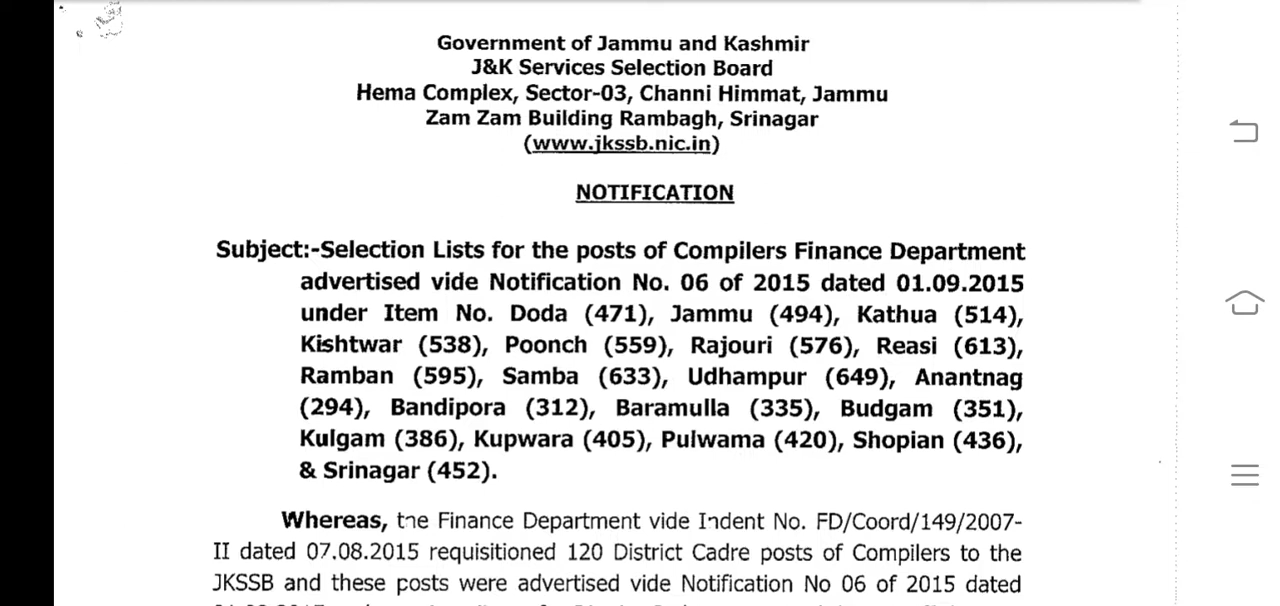 Government of Jammu and Kashmir
J&K Services Selection Board
Hema Complex, Sector-03, Channi Himmat, Jammu
Zam Zam Building Rambagh, Srinagar
(www.jkssb.nic.in)
NOTIFICATION
Subject:-Selection Lists for the posts of Compilers Finance Department
advertised vide Notification No. 06 of 2015 dated 01.09.2015
under Item No. Doda (471), Jammu (494), Kathua (514),
Kishtwar (538), Poonch (559), Rajouri (576), Reasi (613),
Ramban (595), Samba (633), Udhampur (649), Anantnag
(294), Bandipora (312), Baramulla (335), Budgam (351),
Kulgam (386), Kupwara (405), Pulwama (420), Shopian (436),
& Srinagar (452).
Whereas, the Finance Department vide Indent No. FD/Coord/149/2007-
II dated 07.08.2015 requisitioned 120 District Cadre posts of Compilers to the
JKSSB and these posts were advertised vide Notification No 06 of 2015 dated